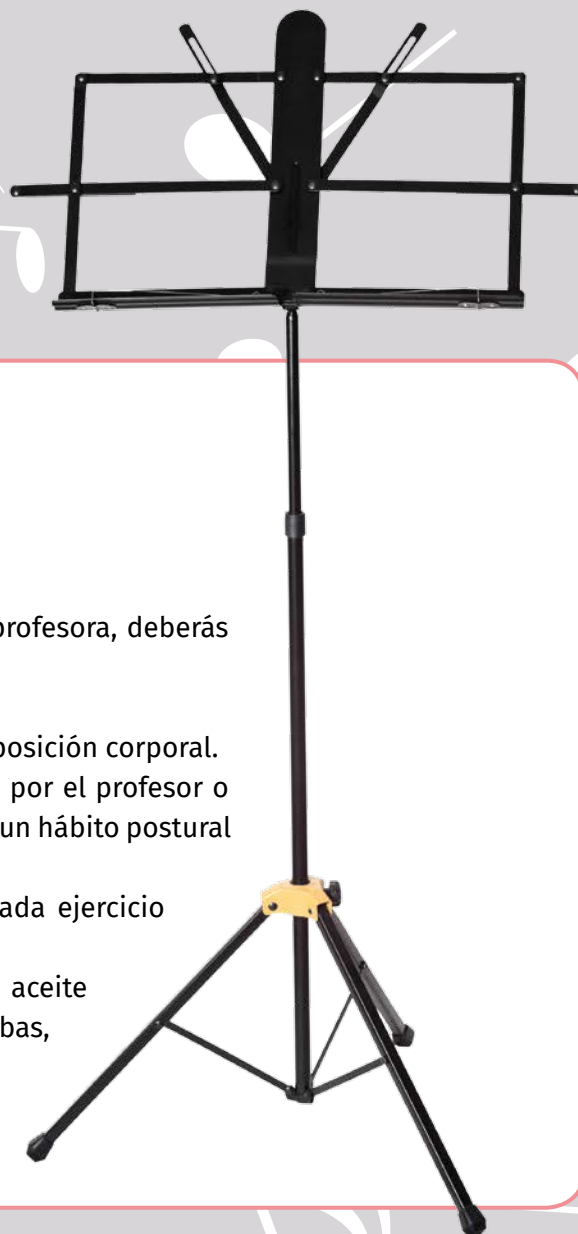 profesora, deberás
posición corporal.
por el profesor o
un hábito postural
ada ejercicio
aceite
bas,